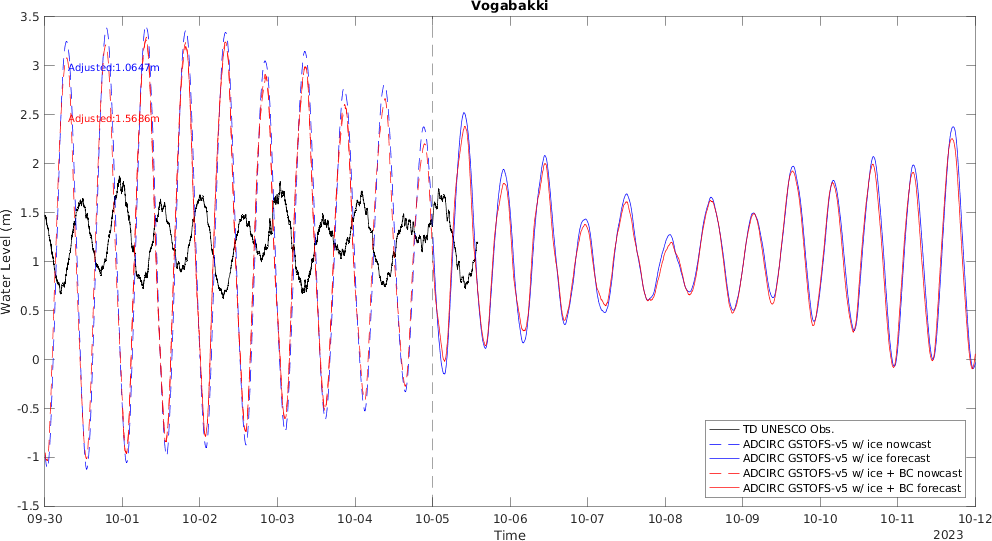 Vogabakki
3.5
3
2.5
2
1.5
1
0.5
0
-0.5
-1
-1.5
Water Level (m)
Adjusted:1.0647m
Adjusted:1.5686m
TD UNESCO Obs.
ADCIRC GSTOFS-v5 w/ ice nowcast
ADCIRC GSTOFS-v5 w/ ice forecast
ADCIRC GSTOFS-v5 w/ ice + BC nowcast
ADCIRC GSTOFS-v5 w/ ice + BC forecast
09-30 10-01 10-02 10-03 10-04 10-05 10-06 10-07 10-08 10-09 10-10 10-11 10-12
Time
2023